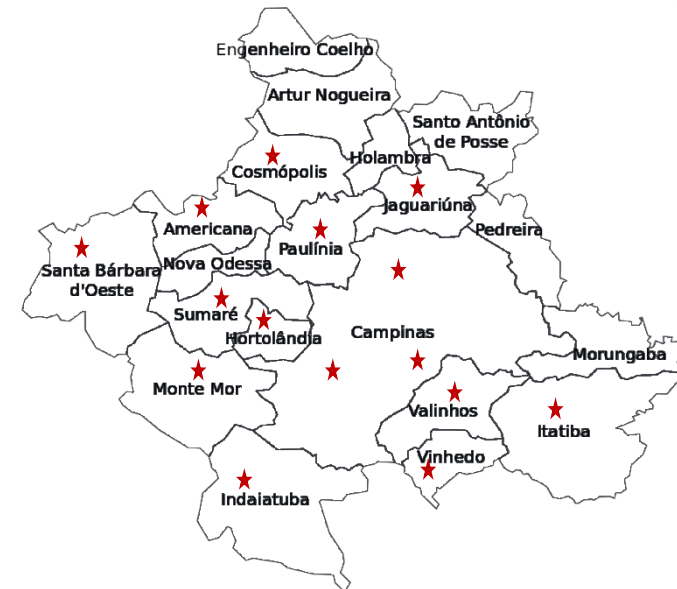 Engenheiro Coelho
Artur Nogueira
Santo Antônio
de Posse
Holambra
Cosmópolis
Jaguariúna
Americana
Pedreira
Paulínia
Nova Odessa
Santa Bárbara
d'Oeste
Sumaré
Hortolândia
Campinas
Morungaba
Monte Mor
Valinhos
Itatiba
Vinhedo
Indaiatuba